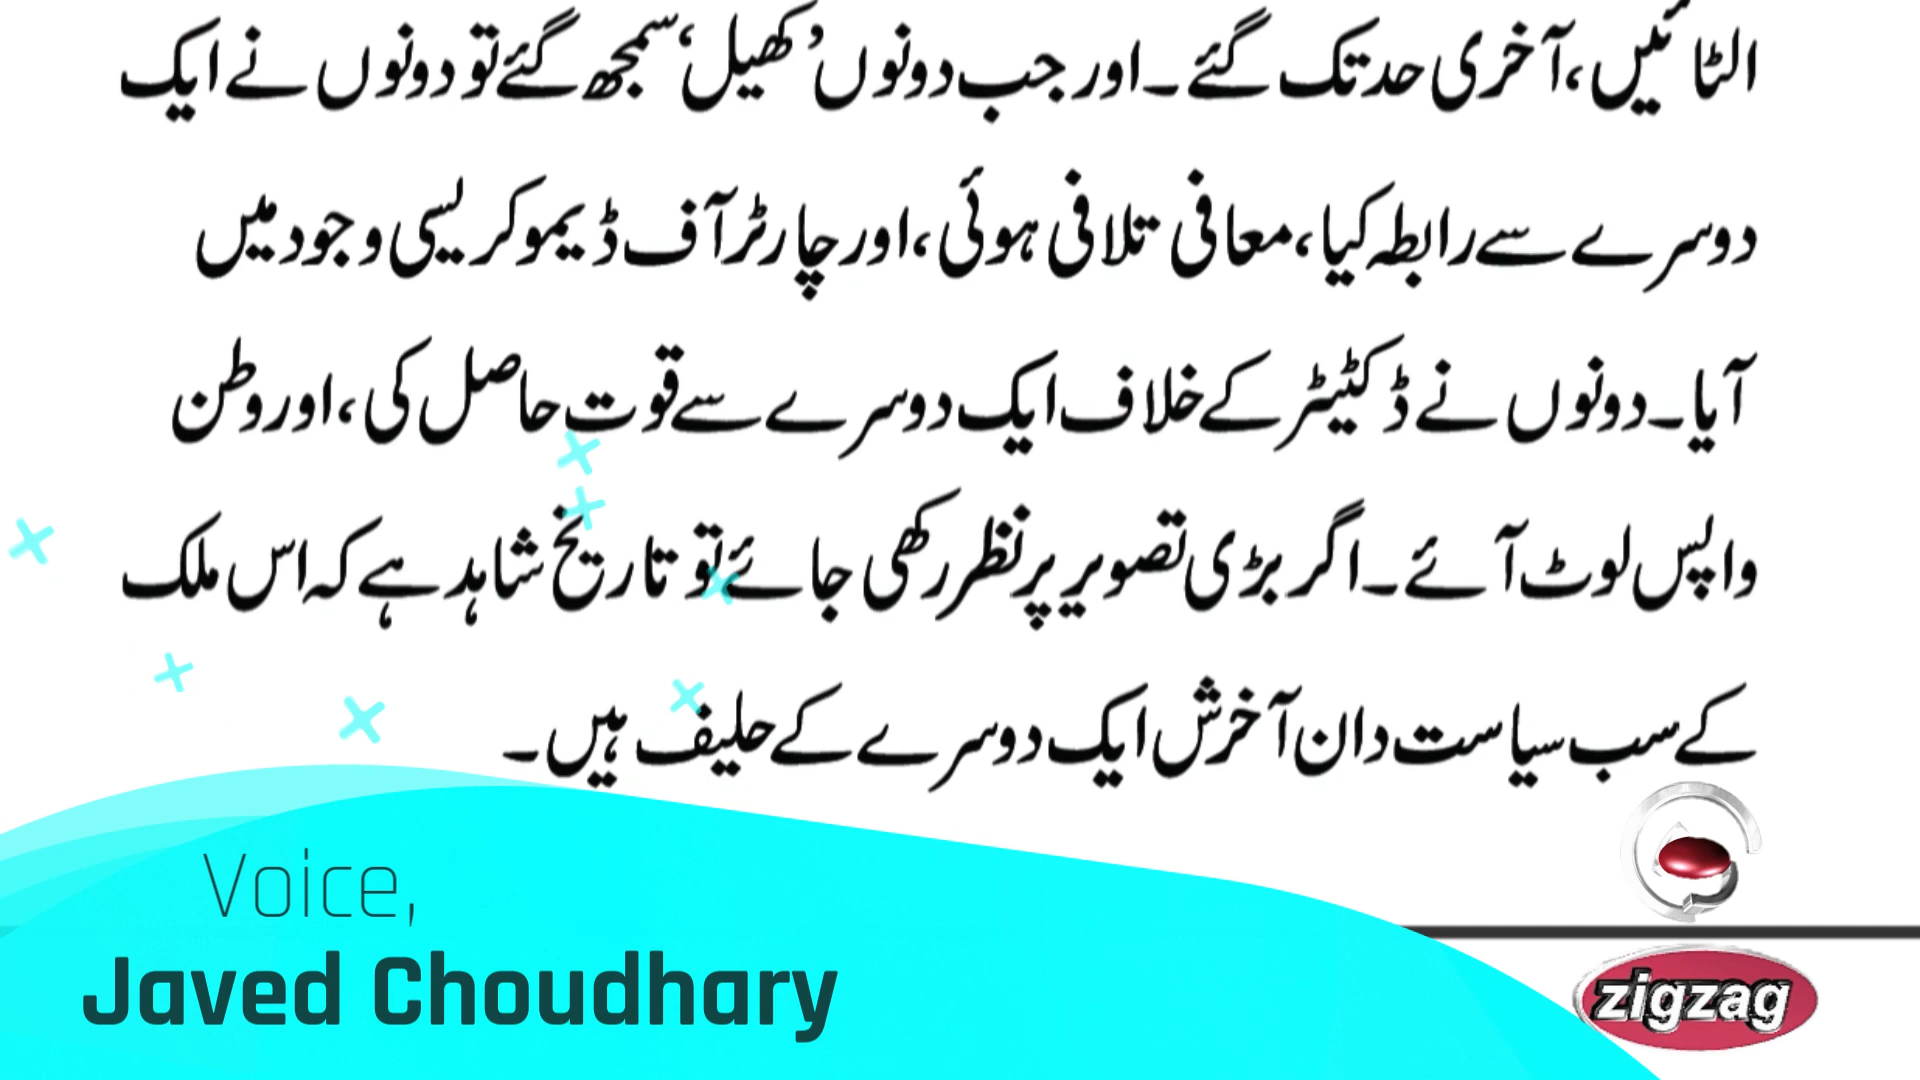 الٹائیں، آخری حد تک گئے۔ اور جب دونوں ’کھیل‘ سمجھ گئے تو دونوں نے ایک
دوسرے سے رابطہ کیا، معافی تلافی ہوئی، اور چارٹر آف ڈیموکریسی وجود میں
آیا۔ دونوں نے ڈکٹیٹر کے خلاف ایک دوسرے سے قوت حاصل کی، اور وطن
واپس لوٹ آئے۔ اگر بڑی تصویر پر نظر رکھی جائے تو تاریخ شاہد ہے کہ اس ملک
کے سب سیاست دان آخرش ایک دوسرے کے حلیف ہیں۔
Voice,
Javed Choudhary
zigzag